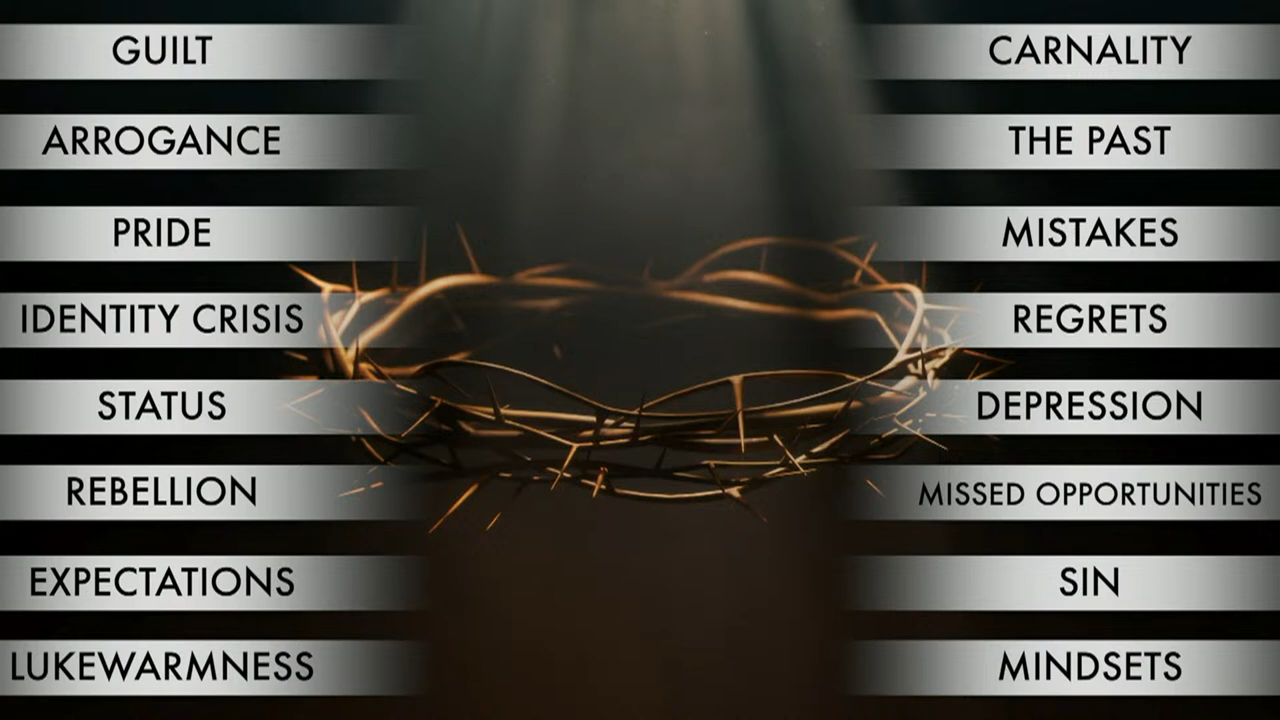 GUILT
ARROGANCE
PRIDE
IDENTITY CRISIS
STATUS
REBELLION
EXPECTATIONS
LUKEWARMNESS
CARNALITY
THE PAST
MISTAKES
REGRETS
DEPRESSION
MISSED OPPORTUNITIES
SIN
MINDSETS